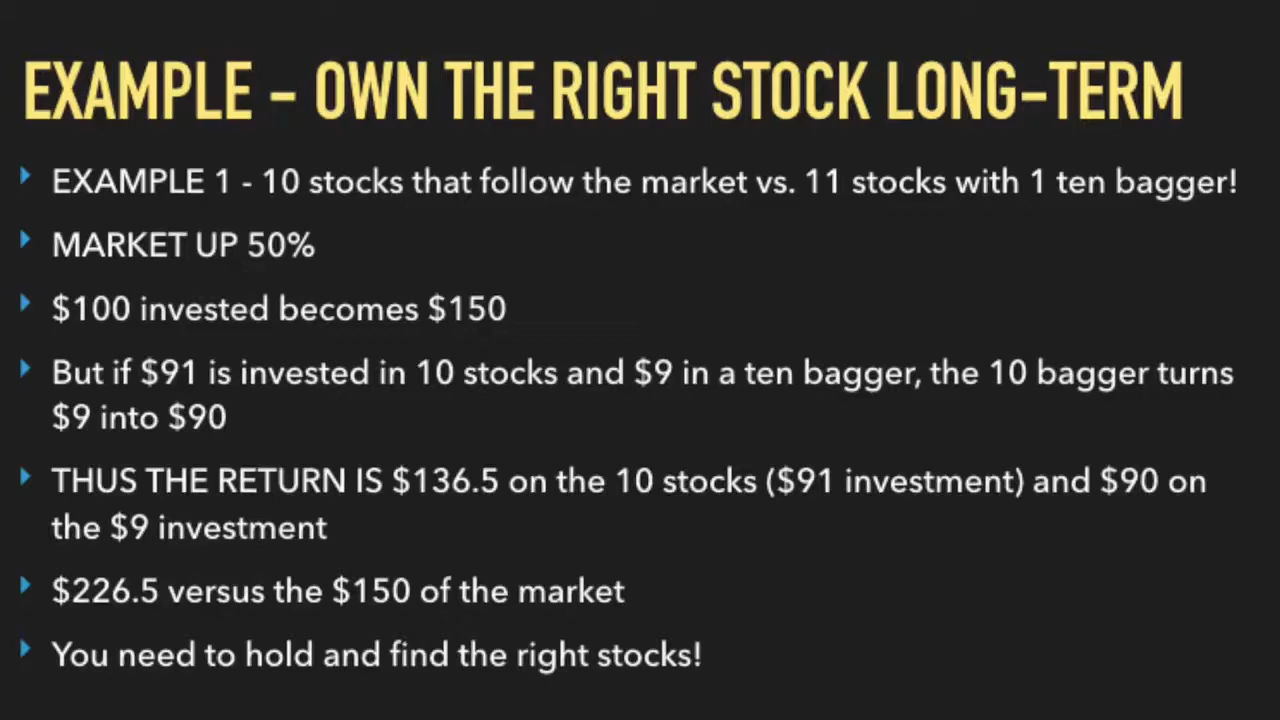 EXAMPLE - OWN THE RIGHT STOCK LONG-TERM
EXAMPLE 1 - 10 stocks that follow the market vs. 11 stocks with 1 ten bagger!
MARKET UP 50%
$100 invested becomes $150
But if $91 is invested in 10 stocks and $9 in a ten bagger, the 10 bagger turns
$9 into $90
THUS THE RETURN IS $136.5 on the 10 stocks ($91 investment) and $90 on
the $9 investment
$226.5 versus the $150 of the market
You need to hold and find the right stocks!